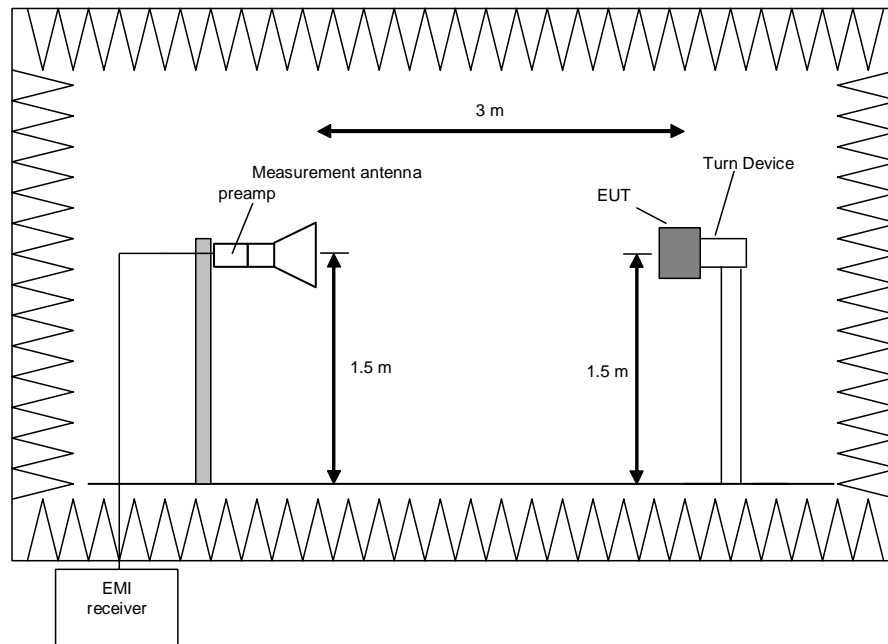 3 m
Measurement antenna
preamp
Turn Device
EUT
1.5 m
1.5 m
EMI
receiver